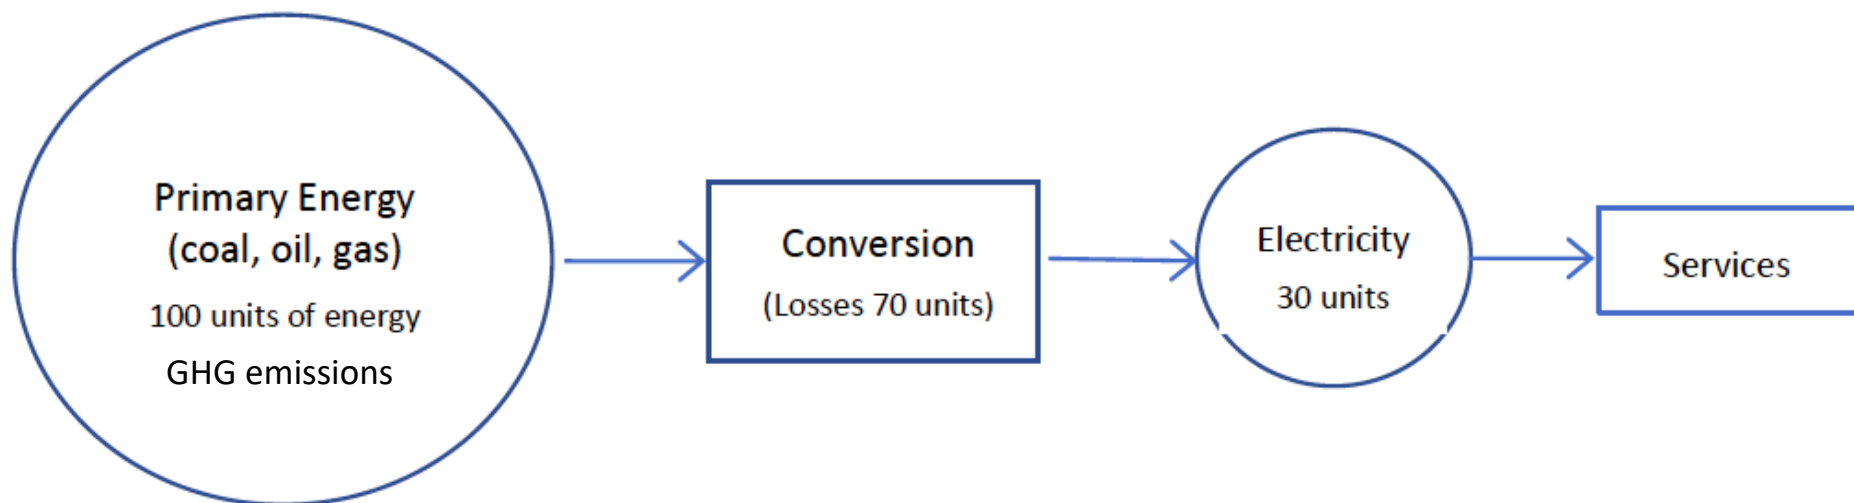 Primary Energy
(coal, oil, gas)
100 units of energy
GHG emissions
Conversion
(Losses 70 units)
Electricity
30 units
Services